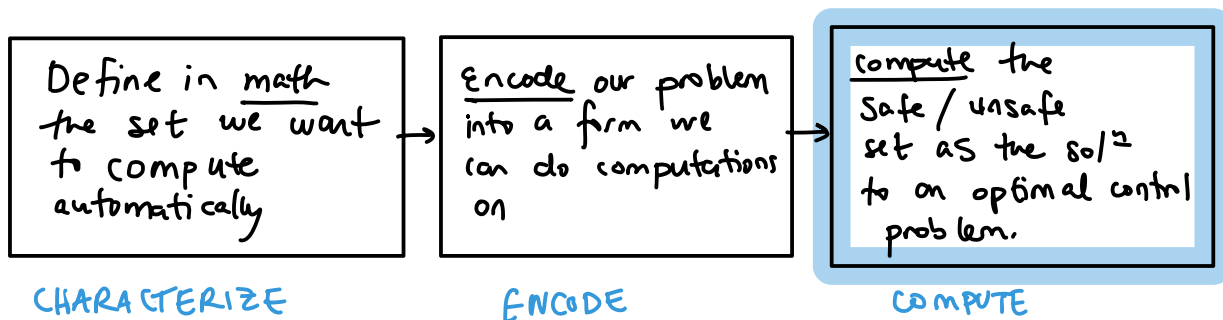 Define in math
the set we want
to compute
automatically
Encode our problem
into a form we
can do computations
on
compute the
safe / unsafe
set as the solⁿ
to an optimal control
problem.
CHARACTERIZE
ENCODE
COMPUTE